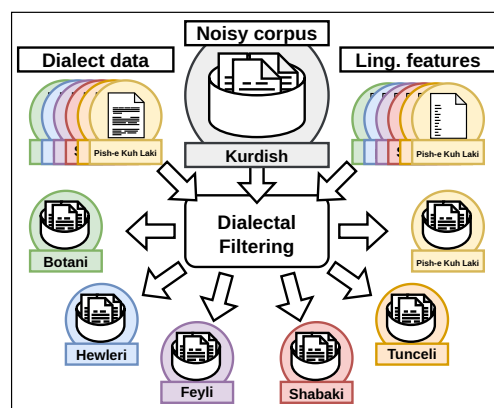 Noisy corpus
Dialect data
Ling. features
S
Pish-e Kuh Laki
S
Pish-e Kuh Laki
Kurdish
Dialectal
Filtering
Botani
Pish-e Kuh Laki
Hewleri
Tunceli
Feyli
Shabaki